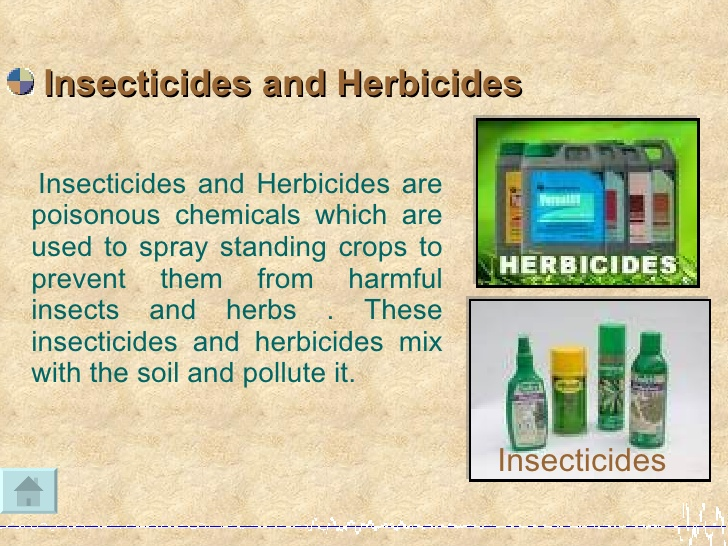 Insecticides and Herbicides
Insecticides and Herbicides are
poisonous chemicals which are
used to spray standing crops to
prevent them from harmful
insects and herbs . These
insecticides and herbicides mix
with the soil and pollute it.
HERBICIDES
Insecticides